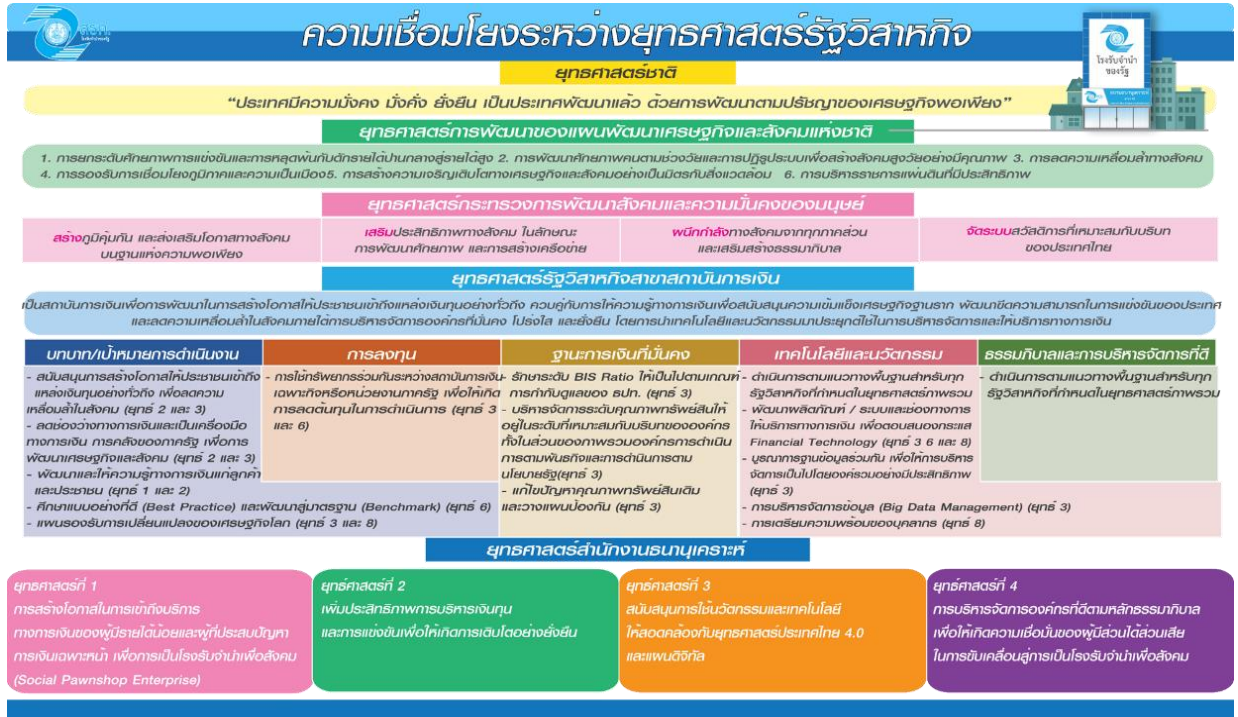 สธค.
ความเชื่อมโยงระหว่างยุทธศาสตร์รัฐวิสาหกิจ
โรงรับจำนำ
ของรัฐ
ยุทธศาสตร์ชาติ
“ประเทศมีความมั่นคง มั่งคั่ง ยั่งยืน เป็นประเทศพัฒนาแล้ว ด้วยการพัฒนาตามปรัชญาของเศรษฐกิจพอเพียง”
ยุทธศาสตร์การพัฒนาของแผนพัฒนาเศรษฐกิจและสังคมแห่งชาติ
1. การยกระดับศักยภาพการแข่งขันและการหลุดพ้นกับดักรายได้ปานกลางสู่รายได้สูง 2. การพัฒนาศักยภาพคนตามช่วงวัยและการปฏิรูประบบเพื่อสร้างสังคมสูงวัยอย่างมีคุณภาพ 3. การลดความเหลื่อมล้ำทางสังคม
4. การรองรับการเชื่อมโยงภูมิภาคและความเป็นเมือง5. การสร้างความเจริญเติบโตทางเศรษฐกิจและสังคมอย่างเป็นมิตรกับสิ่งแวดล้อม 6. การบริหารราชการแผ่นดินที่มีประสิทธิภาพ
ยุทธศาสตร์กระทรวงการพัฒนาสังคมและความมั่นคงของมนุษย์
สร้างภูมิคุ้มกัน และส่งเสริมโอกาสทางสังคม
บนฐานแห่งความพอเพียง
เสริมประสิทธิภาพทางสังคม ในลักษณะ
การพัฒนาศักยภาพ และการสร้างเครือข่าย
พนึกกำลังทางสังคมจากทุกภาคส่วน
และเสริมสร้างธรรมาภิบาล
จัดระบบสวัสดิการที่เหมาะสมกับบริบท
ของประเทศไทย
ยุทธศาสตร์รัฐวิสาหกิจสาขาสถาบันการเงิน
เป็นสถาบันการเงินเพื่อการพัฒนาในการสร้างโอกาสให้ประชาชนเข้าถึงแหล่งเงินทุนอย่างทั่วถึง ควบคู่กับการให้ความรู้ทางการเงินเพื่อสนับสนุนความเข้มแข็งเศรษฐกิจฐานราก พัฒนาขีดความสามารถในการแข่งขันของประเทศ
และลดความเหลื่อมล้ำในสังคมภายใต้การบริหารจัดการองค์กรที่มั่นคง โปร่งใส และยั่งยืน โดยการนำเทคโนโลยีและนวัตกรรมมาประยุกต์ใช้ในการบริหารจัดการและให้บริการทางการเงิน
บทบาท/เป้าหมายการดำเนินงาน
- สนับสนุนการสร้างโอกาสให้ประชาชนเข้าถึง
แหล่งเงินทุนอย่างทั่วถึง เพื่อลดความ
เหลื่อมล้ำในสังคม (ยุทธ์ 2 และ 3)
- ลดช่องว่างทางการเงินและเป็นเครื่องมือ
ทางการเงิน การคลังของภาครัฐ เพื่อการ
พัฒนาเศรษฐกิจและสังคม (ยุทธ์ 2 และ 3)
- พัฒนาและให้ความรู้ทางการเงินแก่ลูกค้า
และประชาชน (ยุทธ์ 1 และ 2)
- ศึกษาแบบอย่างที่ดี (Best Practice) และพัฒนาสู่มาตรฐาน (Benchmark) (ยุทธ์ 6)
- แผนรองรับการเปลี่ยนแปลงของเศรษฐกิจโลก (ยุทธ์ 3 และ 8)
การลงทุน
- การใช้ทรัพยากรร่วมกันระหว่างสถาบันการเงิน
เฉพาะกิจหรือหน่วยงานภาครัฐ เพื่อให้เกิด
การลดต้นทุนในการดำเนินการ (ยุทธ์ 3
และ 6)
ฐานะการเงินที่มั่นคง
- รักษาระดับ BIS Ratio ให้เป็นไปตามเกณฑ์
การกำกับดูแลของ ธปท. (ยุทธ์ 3)
- บริหารจัดการระดับคุณภาพทรัพย์สินให้
อยู่ในระดับที่เหมาะสมกับบริบทขององค์กร
ทั้งในส่วนของภาพรวมองค์กรการดำเนิน
การตามพันธกิจและการดำเนินการตาม
นโยบายรัฐ(ยุทธ์ 3)
- แก้ไขปัญหาคุณภาพทรัพย์สินเดิม
และวางแผนป้องกัน (ยุทธ์ 3)
เทคโนโลยีและนวัตกรรม
- ดำเนินการตามแนวทางพื้นฐานสำหรับทุก
รัฐวิสาหกิจที่กำหนดในยุทธศาสตร์ภาพรวม
- พัฒนาผลิตภัณฑ์ / ระบบและช่องทางการ
ให้บริการทางการเงิน เพื่อตอบสนองกระแส
Financial Technology (ยุทธ์ 3 6 และ 8)
- บูรณาการฐานข้อมูลร่วมกัน เพื่อให้การบริหาร
จัดการเป็นไปโดยองค์รวมอย่างมีประสิทธิภาพ
(ยุทธ์ 3)
- การบริหารจัดการข้อมูล (Big Data Management) (ยุทธ์ 3)
- การเตรียมความพร้อมของบุคลากร (ยุทธ์ 8)
ธรรมภิบาลและการบริหารจัดการที่ดี
- ดำเนินการตามแนวทางพื้นฐานสำหรับทุก
รัฐวิสาหกิจที่กำหนดในยุทธศาสตร์ภาพรวม
ยุทธศาสตร์สำนักงานธนานุเคราะห์
ยุทธศาสตร์ที่ 1
การสร้างโอกาสในการเข้าถึงบริการ
ทางการเงินของผู้มีรายได้น้อยและผู้ที่ประสบปัญหา
การเงินเฉพาะหน้า เพื่อการเป็นโรงรับจำนำเพื่อสังคม
(Social Pawnshop Enterprise)
ยุทธ์ศาสตร์ที่ 2
เพิ่มประสิทธิภาพการบริหารเงินทุน
และการแข่งขันเพื่อให้เกิดการเติบโตอย่างยั่งยืน
ยุทธ์ศาสตร์ที่ 3
สนับสนุนการใช้นวัตกรรมและเทคโนโลยี
ให้สอดคล้องกับยุทธศาสตร์ประเทศไทย 4.0
และแผนดิจิทัล
ยุทธ์ศาสตร์ที่ 4
การบริหารจัดการองค์กรที่ดีตามหลักธรรมาภิบาล
เพื่อให้เกิดความเชื่อมั่นของผู้มีส่วนได้ส่วนเสีย
ในการขับเคลื่อนสู่การเป็นโรงรับจำนำเพื่อสังคม